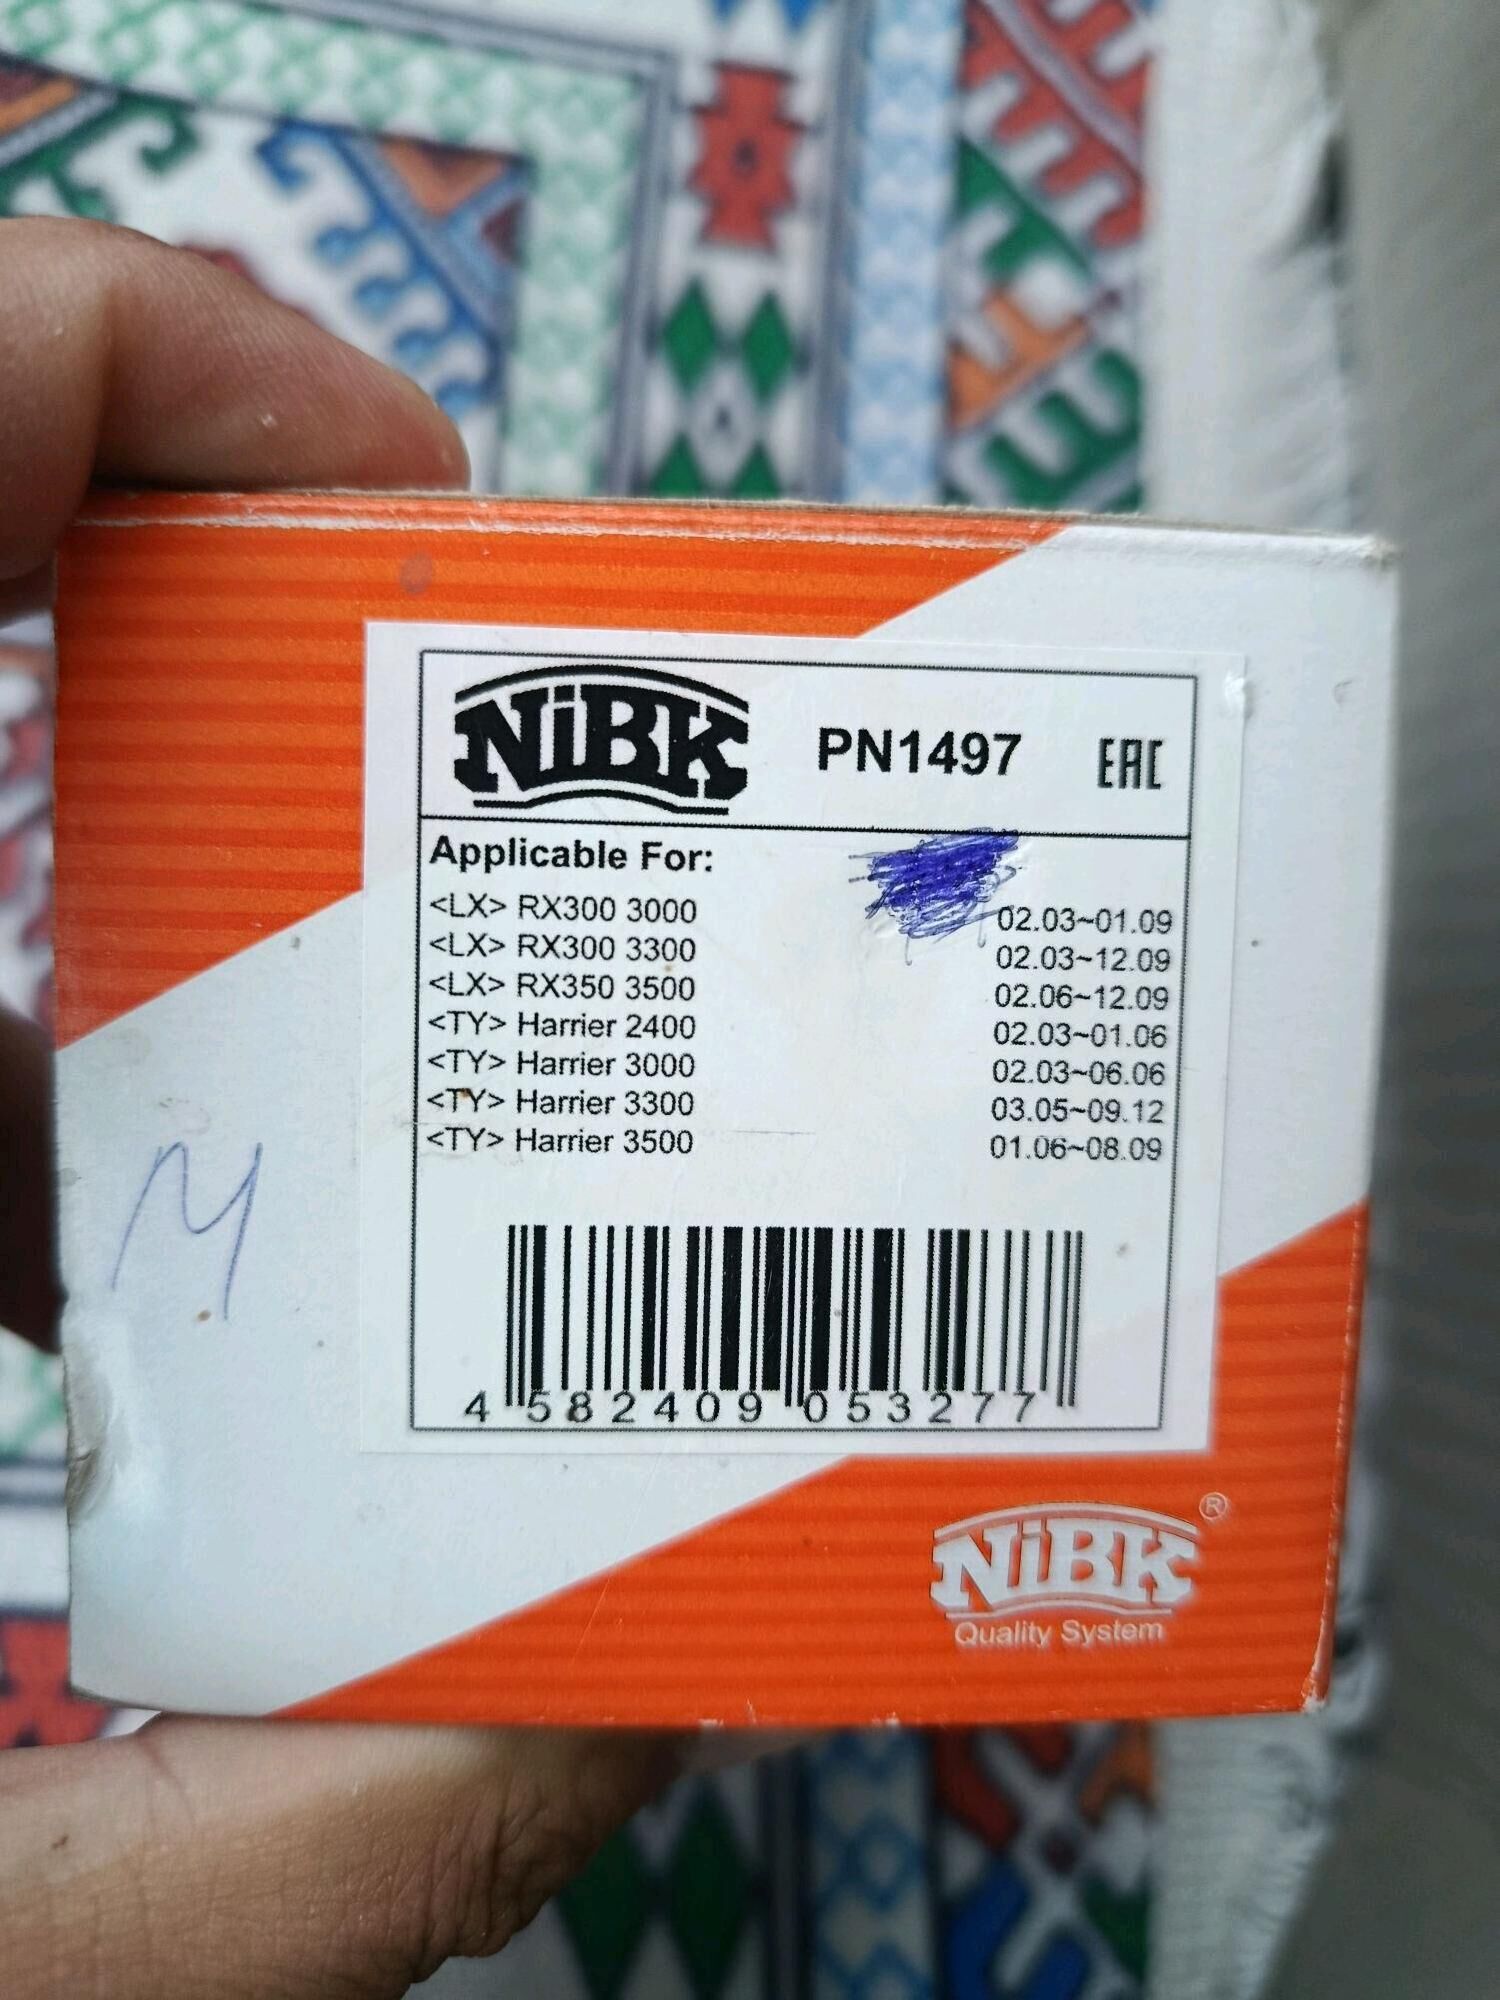 NiBK PN1497 EAC
Applicable For:
<LX> RX300 3000 02.03~01.09
<LX> RX300 3300 02.03~12.09
<LX> RX350 3500 02.06~12.09
<TY> Harrier 2400 02.03~01.06
<TY> Harrier 3000 02.03~06.06
<TY> Harrier 3300 03.05~09.12
<TY> Harrier 3500 01.06~08.09
И
4 582409 053277
NiBK ®
Quality System